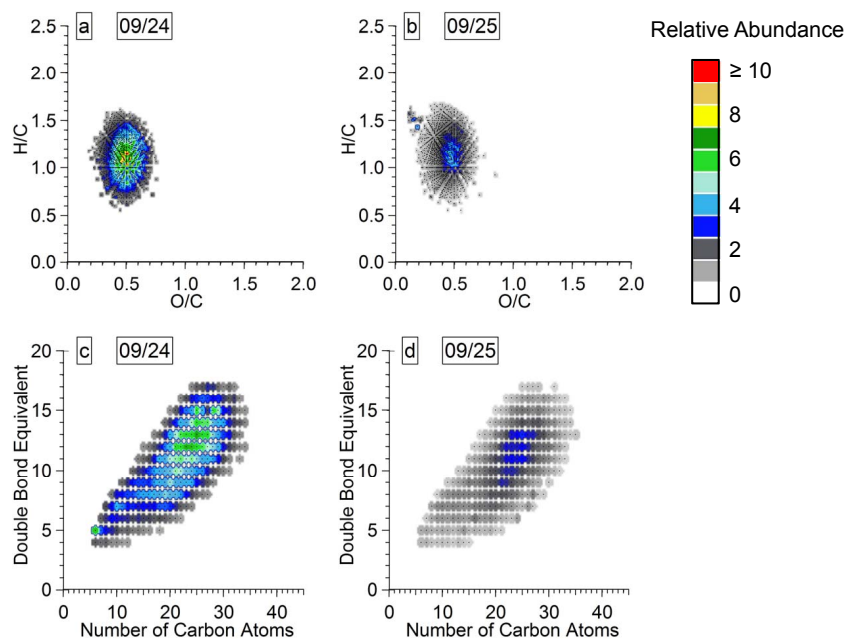 a 09/24
b 09/25
Relative Abundance
2.5
2.0
1.5
1.0
0.5
0.0
H/C
0.0 0.5 1.0 1.5 2.0
O/C
2.5
2.0
1.5
1.0
0.5
0.0
H/C
0.0 0.5 1.0 1.5 2.0
O/C
≥ 10
8
6
4
2
0
c 09/24
d 09/25
20
15
10
5
0
Double Bond Equivalent
0 10 20 30 40
Number of Carbon Atoms
20
15
10
5
0
Double Bond Equivalent
0 10 20 30 40
Number of Carbon Atoms